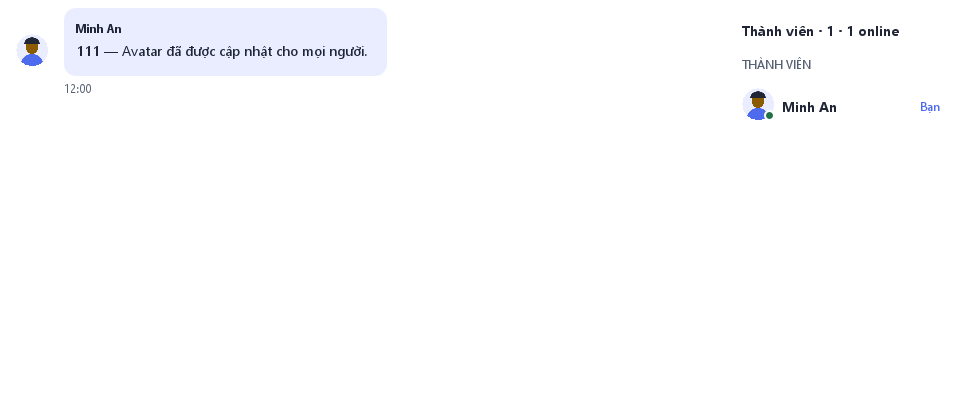 Minh An
111 — Avatar đã được cập nhật cho mọi người.
12:00
Thành viên · 1 · 1 online
THÀNH VIÊN
Minh An
Bạn